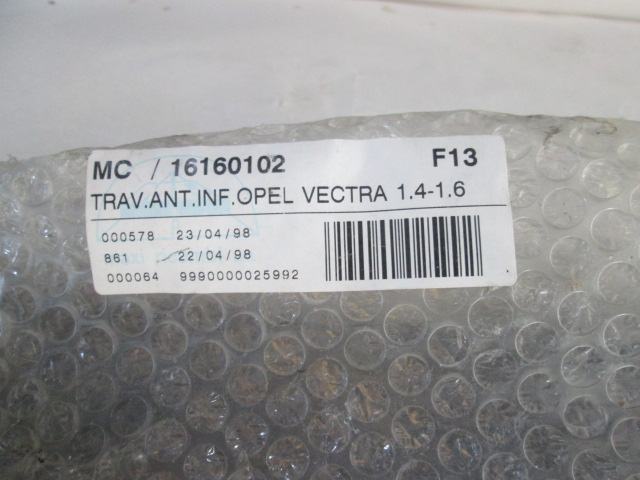 MC / 16160102 F13
TRAV.ANT.INF.OPEL VECTRA 1.4-1.6
000578 23/04/98
861 22/04/98
000064 9990000025992